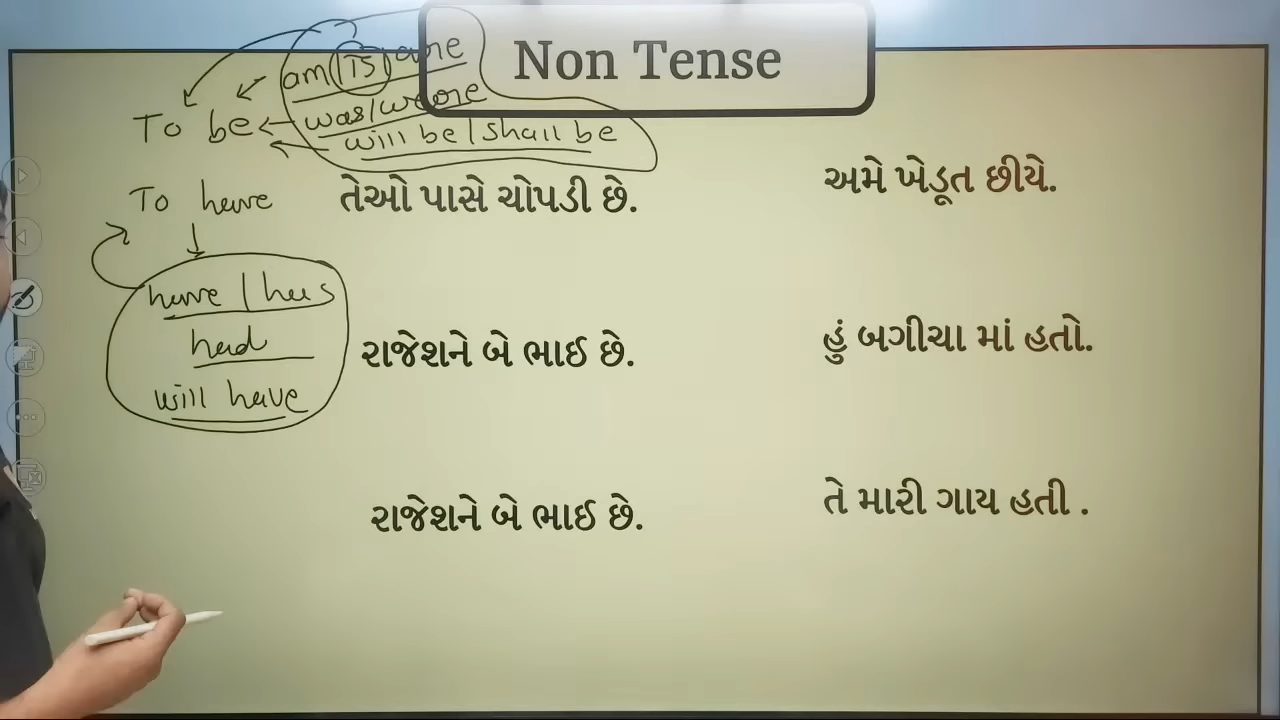 Non Tense
am is are
To be was/were
will be / shall be
To have
have / has
had
will have
તેઓ પાસે ચોપડી છે.
રાજેશને બે ભાઈ છે.
રાજેશને બે ભાઈ છે.
અમે ખેડૂત છીયે.
હું બગીચા માં હતો.
તે મારી ગાય હતી .